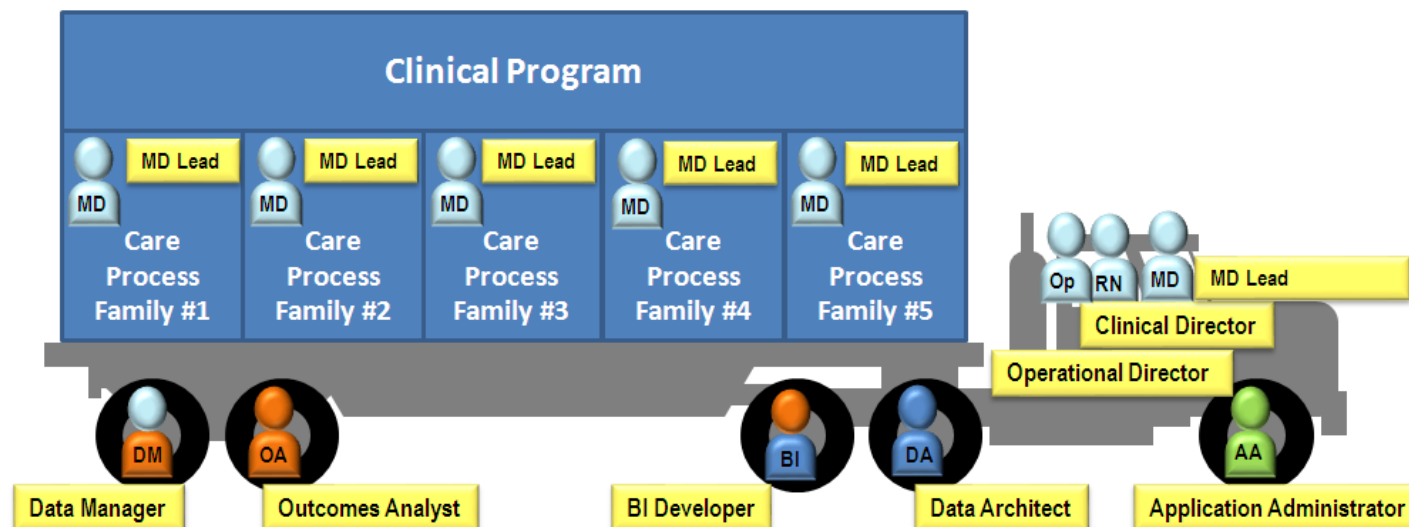 Clinical Program
MD Lead
MD Lead
MD Lead
MD Lead
MD Lead
MD
MD
MD
MD
MD
Care
Process
Family #1
Care
Process
Family #2
Care
Process
Family #3
Care
Process
Family #4
Care
Process
Family #5
Op
RN
MD
MD Lead
Clinical Director
Operational Director
DM
OA
BI
DA
AA
Data Manager
Outcomes Analyst
BI Developer
Data Architect
Application Administrator